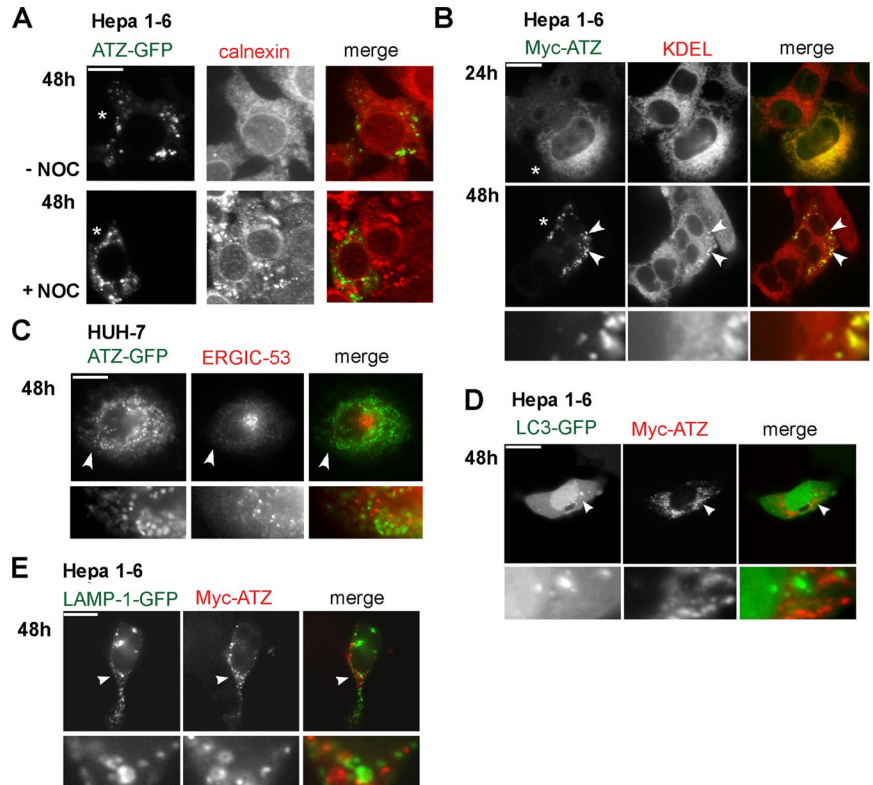 A
Hepa 1-6
ATZ-GFP calnexin merge
48h
*
- NOC
48h
*
+ NOC
B
Hepa 1-6
Myc-ATZ KDEL merge
24h
*
48h
*
C
HUH-7
ATZ-GFP ERGIC-53 merge
48h
D
Hepa 1-6
LC3-GFP Myc-ATZ merge
48h
E
Hepa 1-6
LAMP-1-GFP Myc-ATZ merge
48h